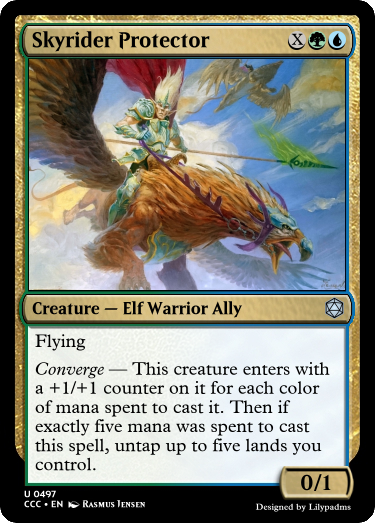 Skyrider Protector X
Creature — Elf Warrior Ally
Flying
Converge — This creature enters with
a +1/+1 counter on it for each color
of mana spent to cast it. Then if
exactly five mana was spent to cast
this spell, untap up to five lands you
control.
0/1
U 0497
CCC • EN Rasmus Jensen
Designed by Lilypadms